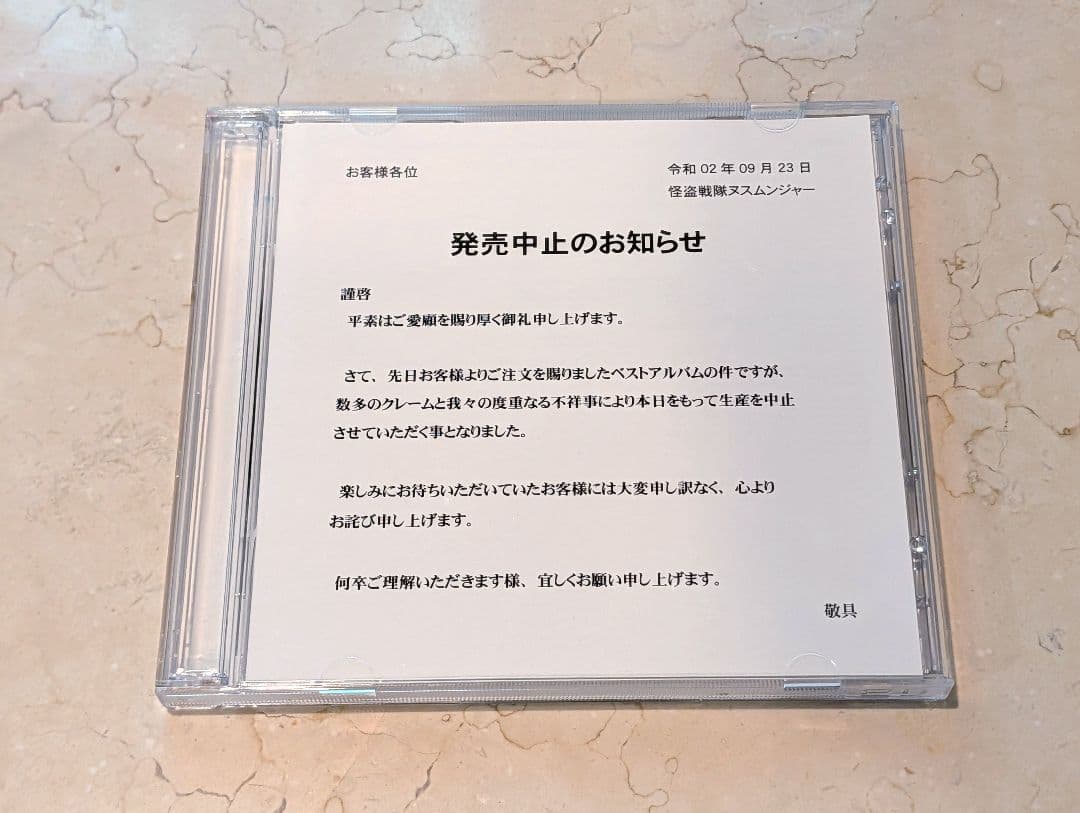 お客様各位
令和 02 年 09 月 23 日
怪盗戦隊ヌスムンジャー
発売中止のお知らせ
謹啓
平素はご愛顧を賜り厚く御礼申し上げます。
さて、先日お客様よりご注文を賜りましたベストアルバムの件ですが、
数多のクレームと我々の度重なる不祥事により本日をもって生産を中止
させていただく事となりました。
楽しみにお待ちいただいていたお客様には大変申し訳なく、心より
お詫び申し上げます。
何卒ご理解いただきます様、宜しくお願い申し上げます。
敬具